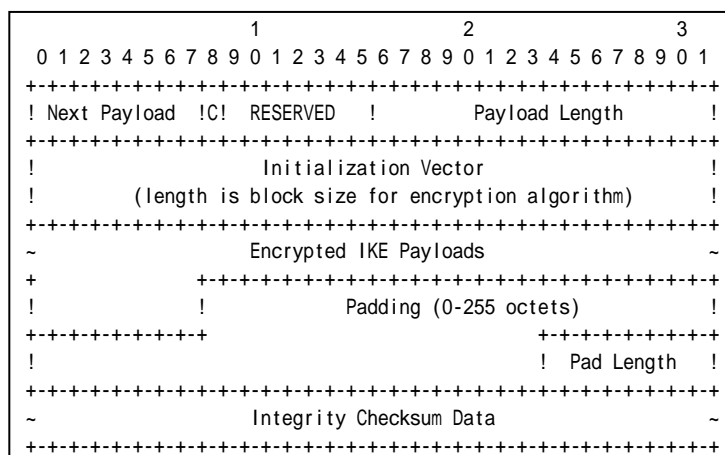 1                   2                   3
 0 1 2 3 4 5 6 7 8 9 0 1 2 3 4 5 6 7 8 9 0 1 2 3 4 5 6 7 8 9 0 1
+-+-+-+-+-+-+-+-+-+-+-+-+-+-+-+-+-+-+-+-+-+-+-+-+-+-+-+-+-+-+-+-+
! Next Payload  !C!  RESERVED   !         Payload Length        !
+-+-+-+-+-+-+-+-+-+-+-+-+-+-+-+-+-+-+-+-+-+-+-+-+-+-+-+-+-+-+-+-+
!                     Initialization Vector                     !
!         (length is block size for encryption algorithm)       !
+-+-+-+-+-+-+-+-+-+-+-+-+-+-+-+-+-+-+-+-+-+-+-+-+-+-+-+-+-+-+-+-+
~                    Encrypted IKE Payloads                     ~
+               +-+-+-+-+-+-+-+-+-+-+-+-+-+-+-+-+-+-+-+-+-+-+-+-+
!               !             Padding (0-255 octets)            !
+-+-+-+-+-+-+-+-+                               +-+-+-+-+-+-+-+-+
!                                               !  Pad Length   !
+-+-+-+-+-+-+-+-+-+-+-+-+-+-+-+-+-+-+-+-+-+-+-+-+-+-+-+-+-+-+-+-+
~                    Integrity Checksum Data                    ~
+-+-+-+-+-+-+-+-+-+-+-+-+-+-+-+-+-+-+-+-+-+-+-+-+-+-+-+-+-+-+-+-+